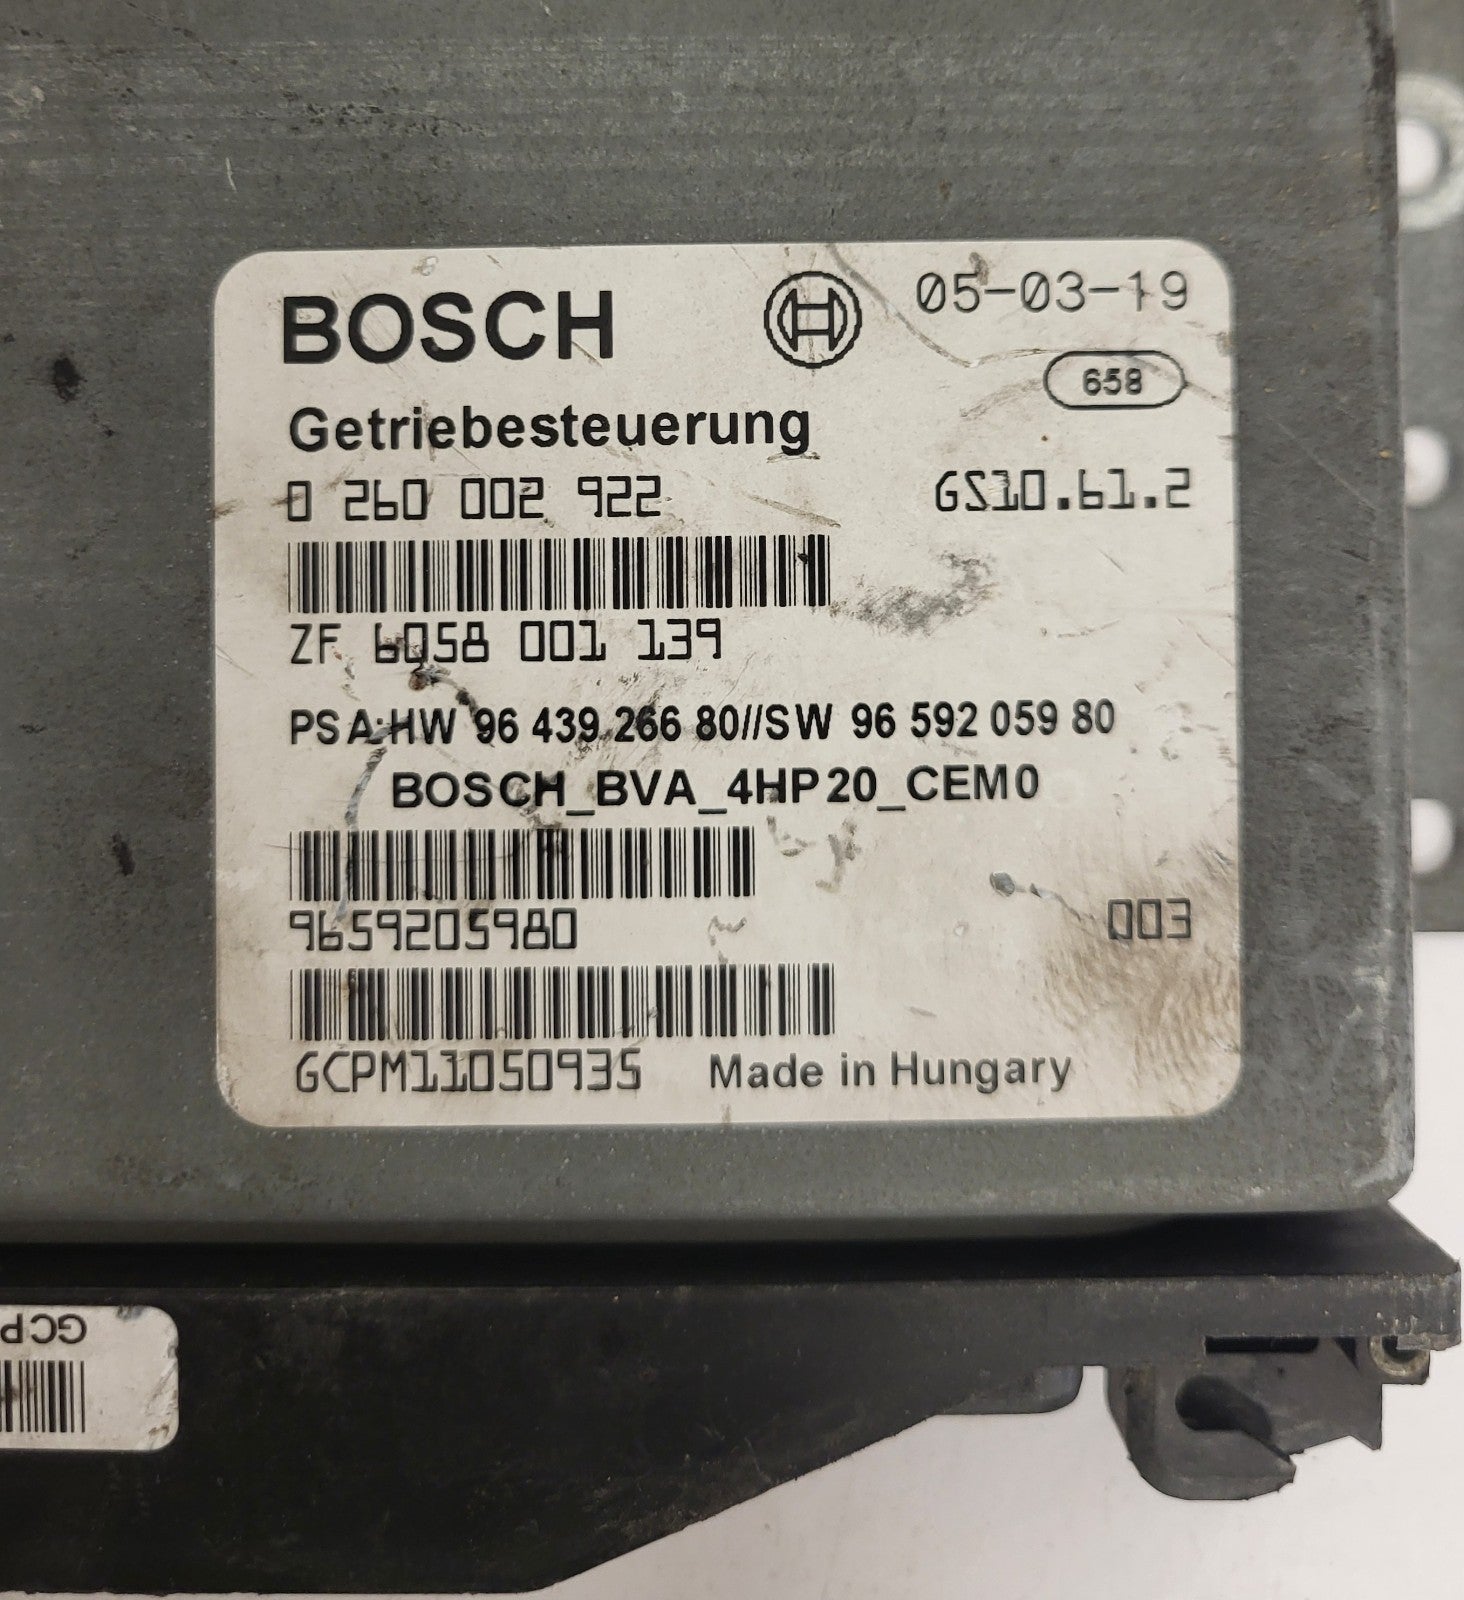 BOSCH 05-03-19
658
Getriebesteuerung
0 260 002 922 GS10.61.2
ZF 6058 001 139
PSA:HW 96 439 266 80//SW 96 592 059 80
BOSCH_BVA_4HP20_CEM0
9659205980 003
GCPM11050935 Made in Hungary
GCP